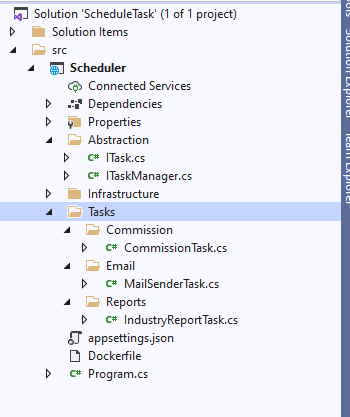 Solution 'ScheduleTask' (1 of 1 project)
Solution Items
src
Scheduler
Connected Services
Dependencies
Properties
Abstraction
C# ITask.cs
C# ITaskManager.cs
Infrastructure
Tasks
Commission
C# CommissionTask.cs
Email
C# MailSenderTask.cs
Reports
C# IndustryReportTask.cs
appsettings.json
Dockerfile
C# Program.cs
Solution Explorer
Team Explorer